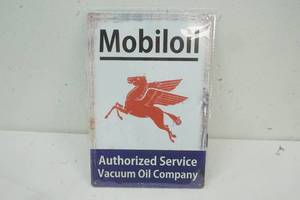 Mobiloil
Authorized Service
Vacuum Oil Company